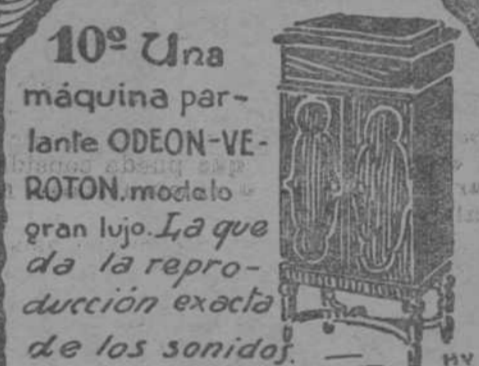 10º Una
máquina par-
lante ODEON-VE-
ROTON, modelo
gran lujo. La que
da la repro-
ducción exacta
de los sonidos.